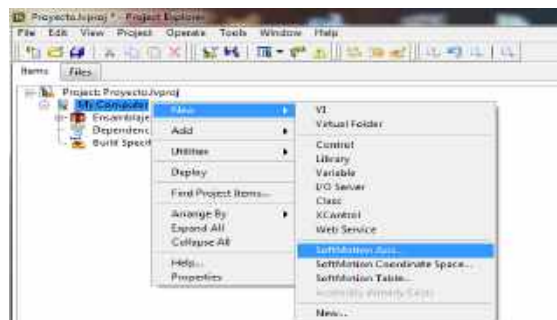 Proyecto.lvproj * - Project Explorer
File Edit View Project Operate Tools Window Help
Items Files
Project: Proyecto.lvproj
My Computer
Ensamblaje
Dependenc
Build Specif
New
Add
Utilities
Deploy
Find Project Items...
Arrange By
Expand All
Collapse All
Help...
Properties
VI
Virtual Folder
Control
Library
Variable
I/O Server
Class
XControl
Web Service
SoftMotion Axis...
SoftMotion Coordinate Space...
SoftMotion Table...
New...